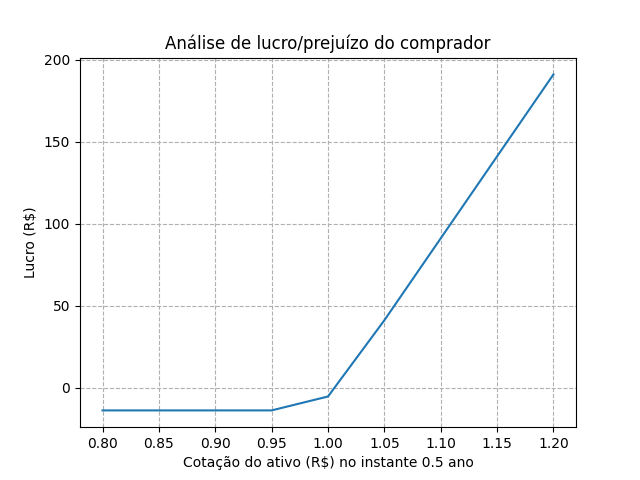 Análise de lucro/prejuízo do comprador
200
150
100
50
0
Lucro (R$)
0.80 0.85 0.90 0.95 1.00 1.05 1.10 1.15 1.20
Cotação do ativo (R$) no instante 0.5 ano